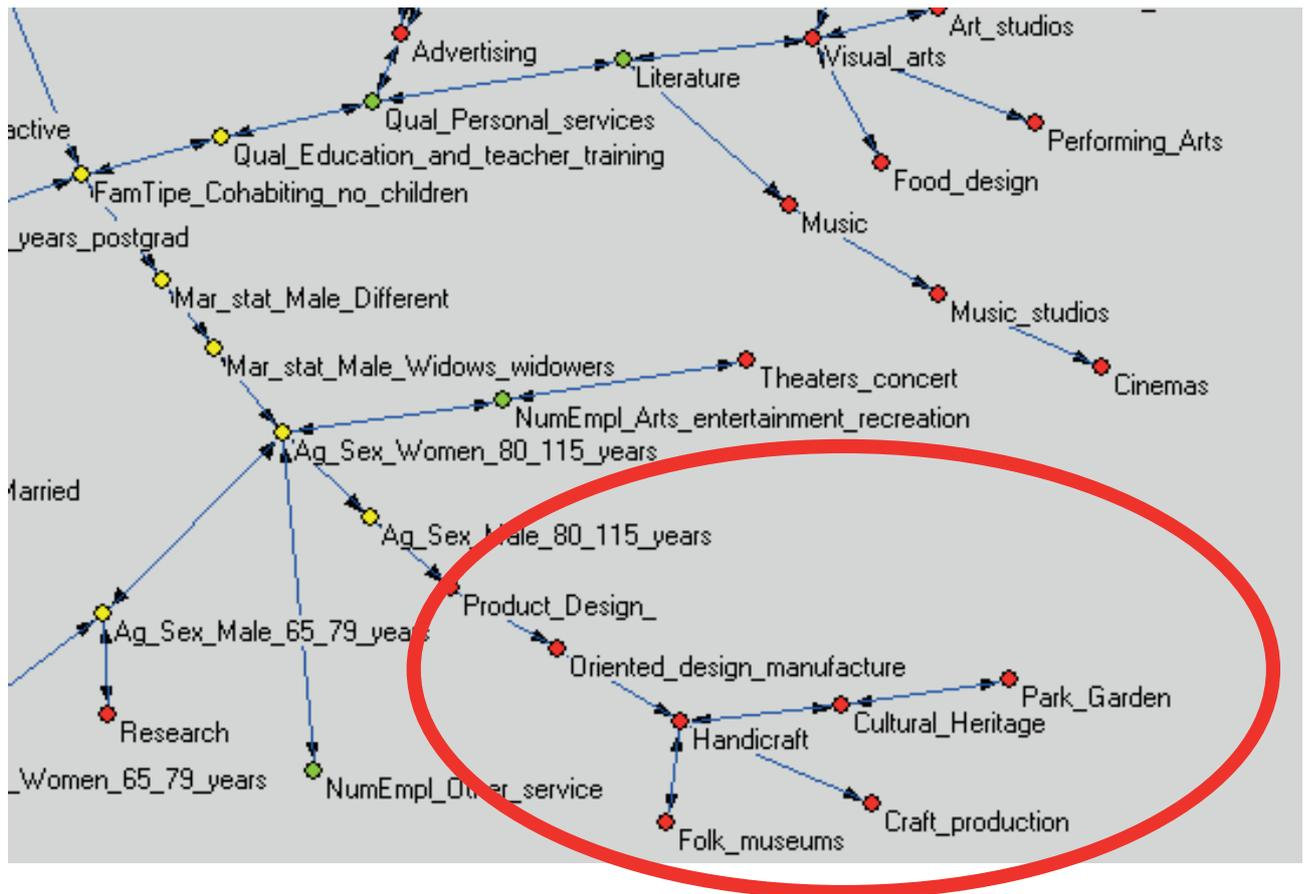 Art_studios
Advertising
Visual_arts
Literature
active
Qual_Personal_services
Performing_Arts
Qual_Education_and_teacher_training
Food_design
FamTipe_Cohabiting_no_children
Music
_years_postgrad
Mar_stat_Male_Different
Music_studios
Mar_stat_Male_Widows_widowers
Theaters_concert
Cinemas
NumEmpl_Arts_entertainment_recreation
Ag_Sex_Women_80_115_years
Married
Ag_Sex_Male_80_115_years
Product_Design_
Ag_Sex_Male_65_79_years
Oriented_design_manufacture
Park_Garden
Cultural_Heritage
Research
Handicraft
_Women_65_79_years
NumEmpl_Other_service
Craft_production
Folk_museums